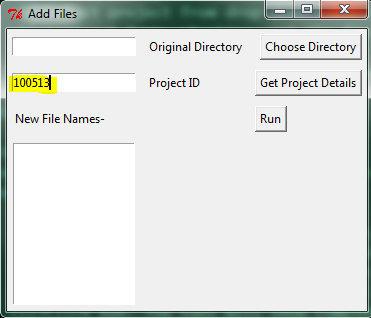 Add Files
Original Directory Choose Directory
100513 Project ID Get Project Details
New File Names- Run